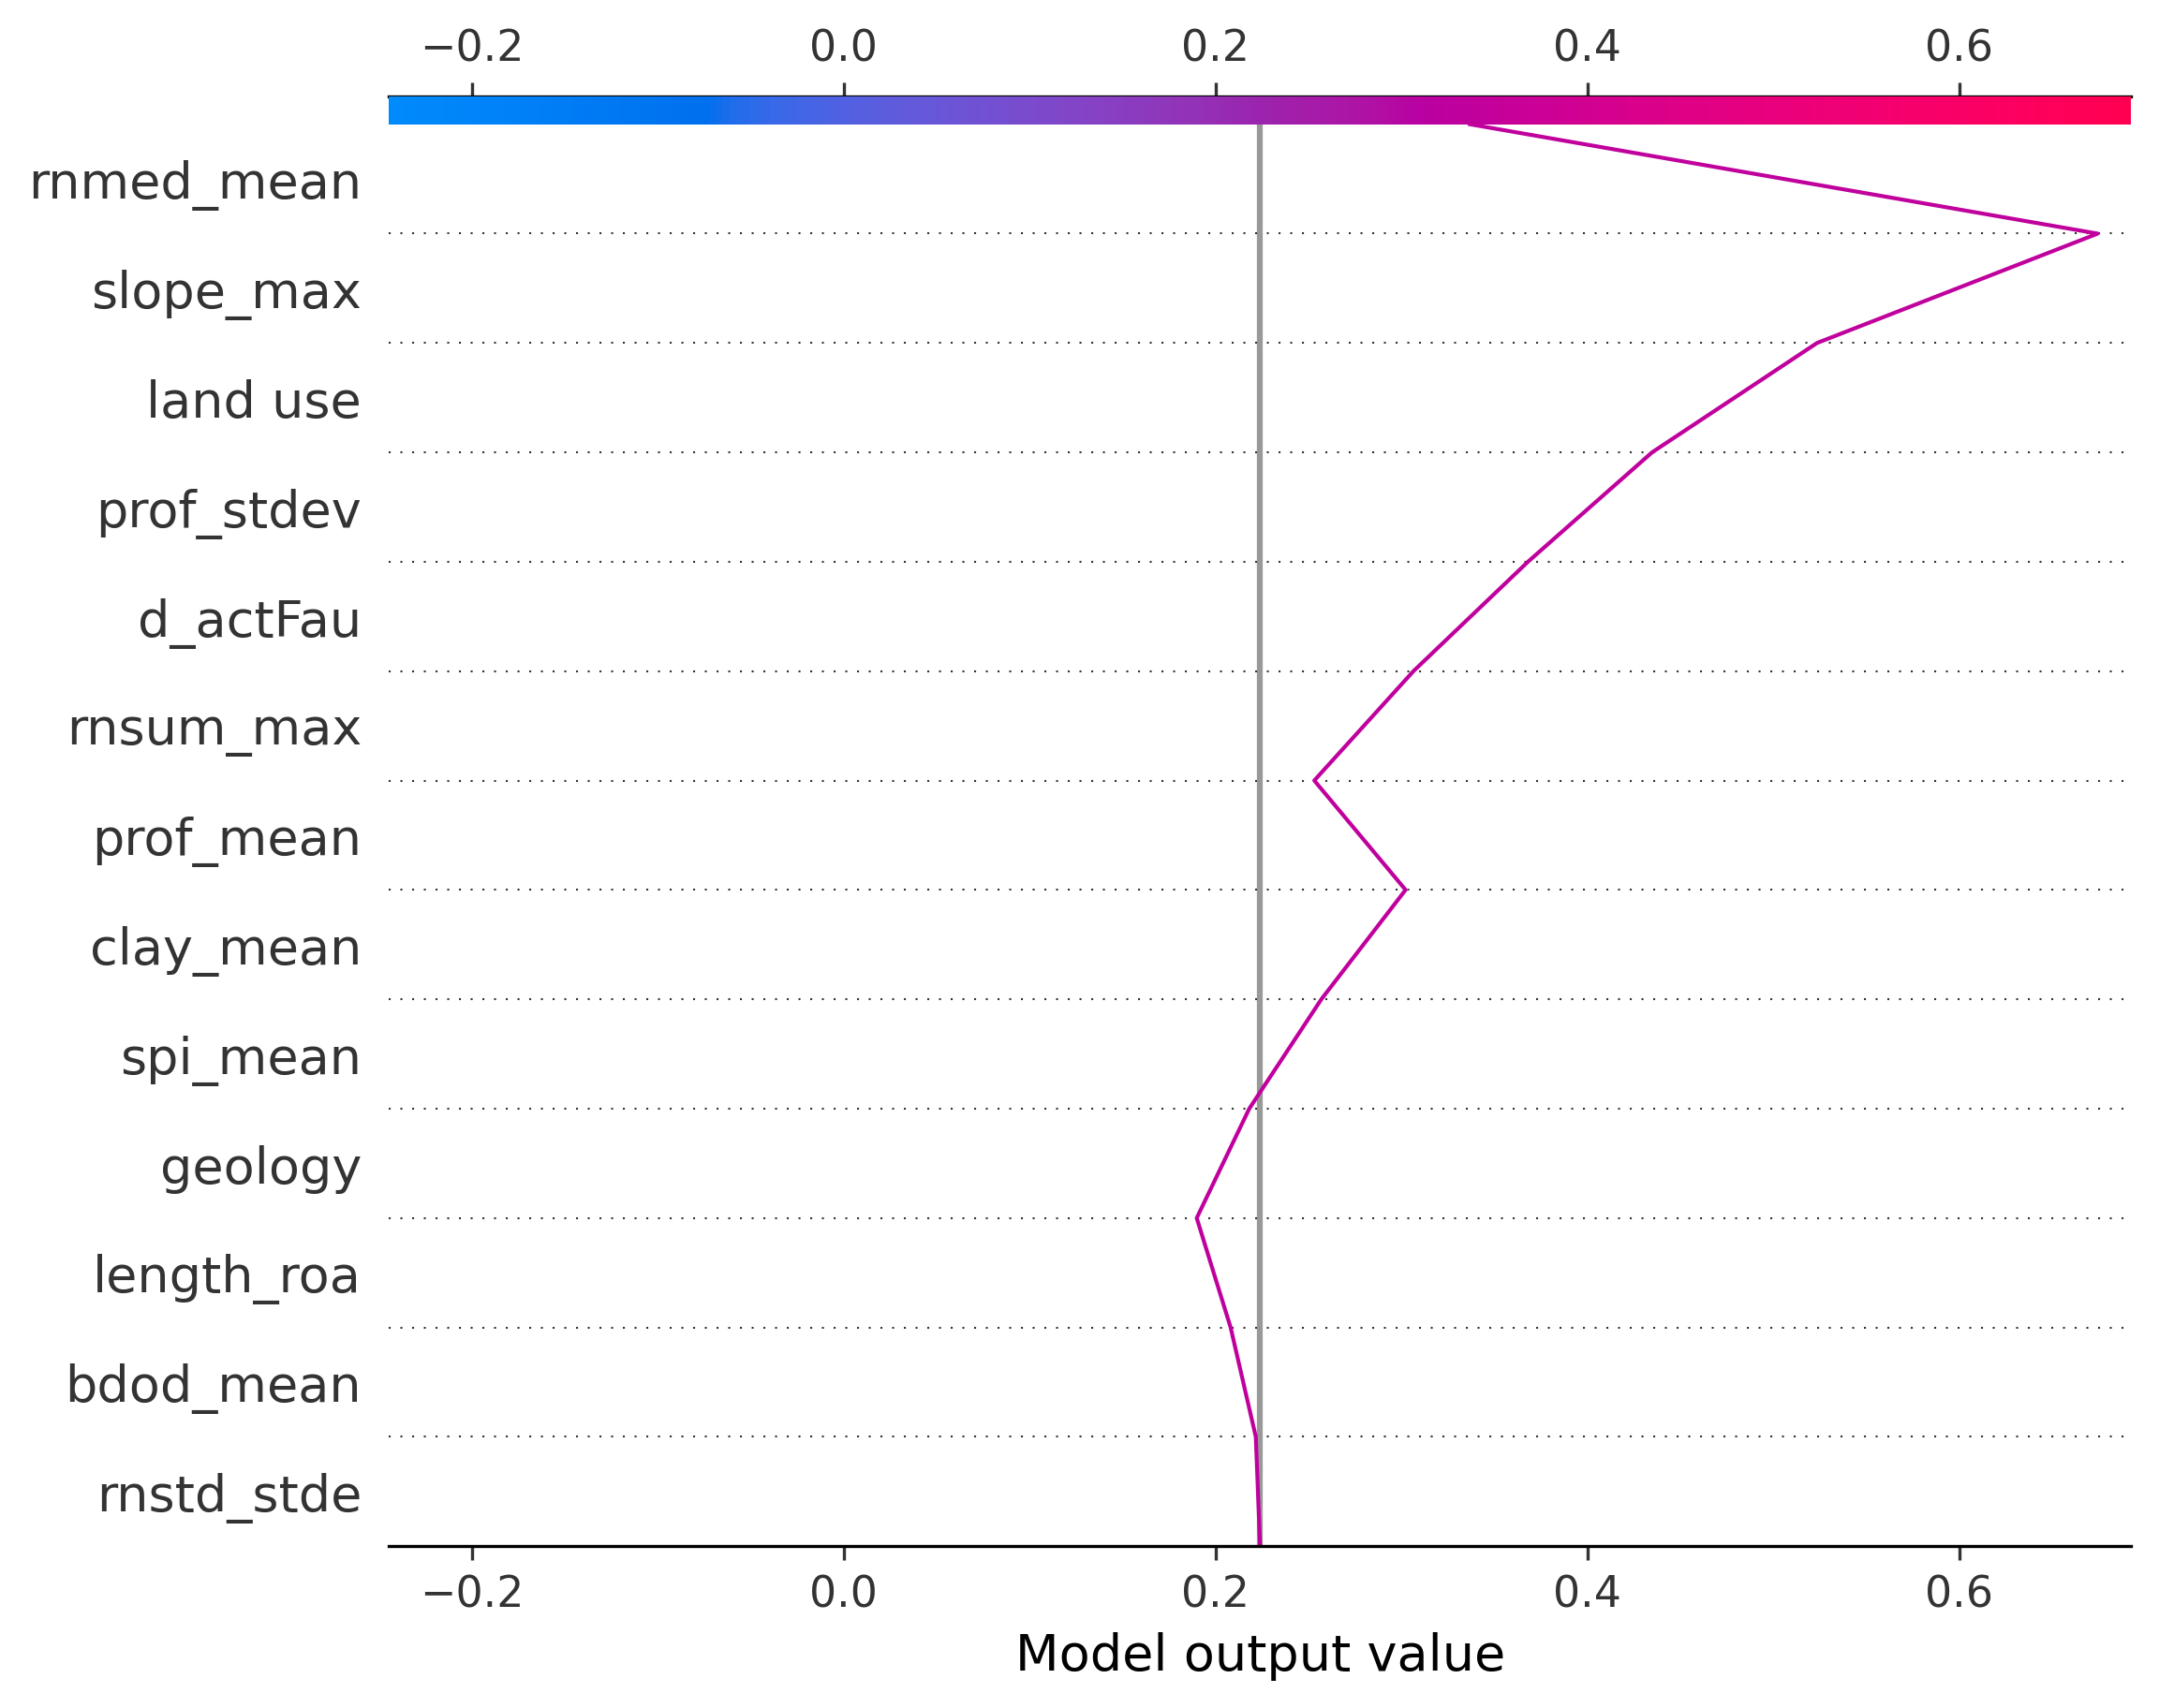 −0.2 0.0 0.2 0.4 0.6
rnmed_mean
slope_max
land use
prof_stdev
d_actFau
rnsum_max
prof_mean
clay_mean
spi_mean
geology
length_roa
bdod_mean
rnstd_stde
−0.2 0.0 0.2 0.4 0.6
Model output value